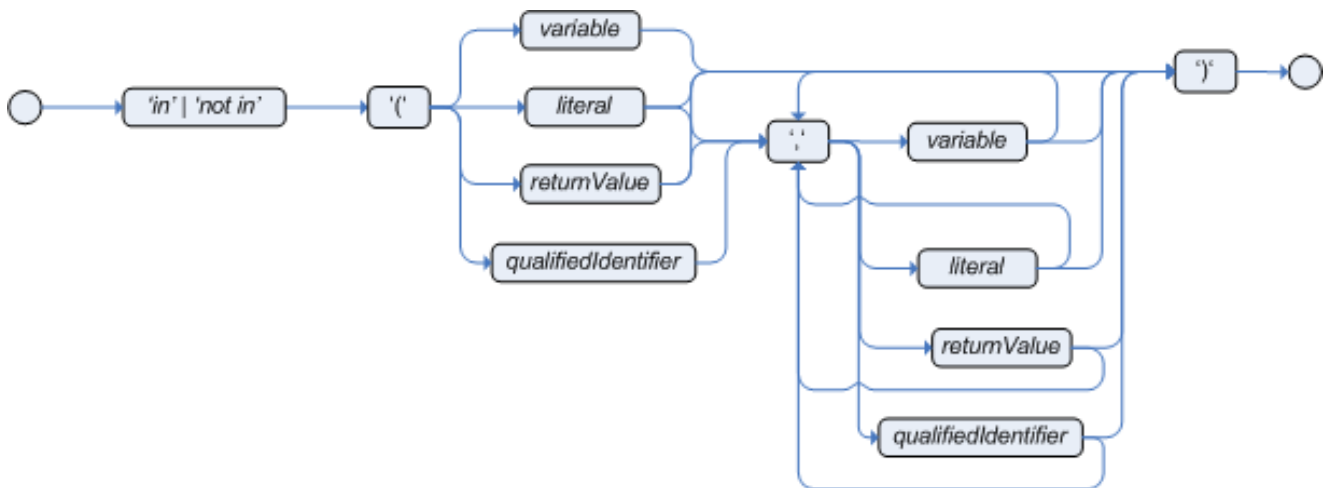 variable
'in' | 'not in'
'('
literal
returnValue
qualifiedIdentifier
','
variable
literal
returnValue
qualifiedIdentifier
')'